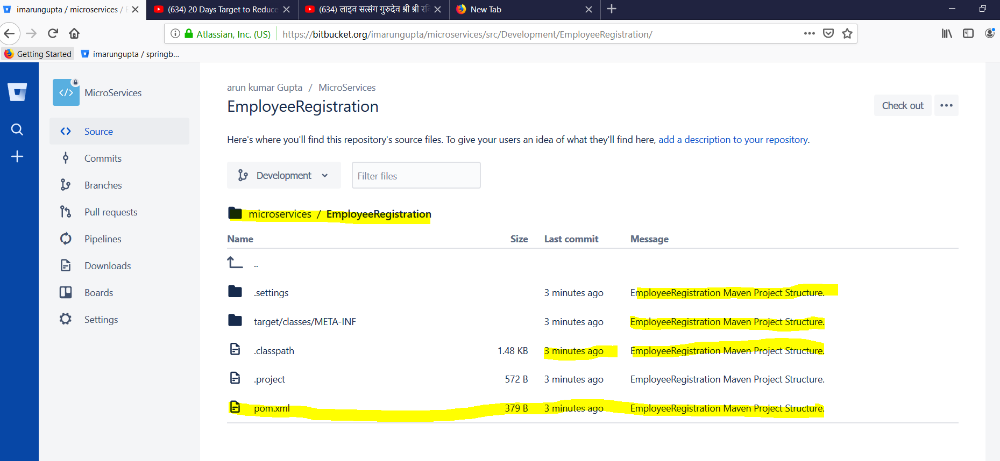 imarungupta / microservices /
(634) 20 Days Target to Reduce
(634) लाइव सत्संग गुरुदेव श्री श्री रवि
New Tab
Atlassian, Inc. (US)
https://bitbucket.org/imarungupta/microservices/src/Development/EmployeeRegistration/
Getting Started
imarungupta / springb...
MicroServices
Source
Commits
Branches
Pull requests
Pipelines
Downloads
Boards
Settings
arun kumar Gupta / MicroServices
EmployeeRegistration
Check out
Here's where you'll find this repository's source files. To give your users an idea of what they'll find here, add a description to your repository.
Development
Filter files
microservices / EmployeeRegistration
Name Size Last commit Message
..
.settings 3 minutes ago EmployeeRegistration Maven Project Structure.
target/classes/META-INF 3 minutes ago EmployeeRegistration Maven Project Structure.
.classpath 1.48 KB 3 minutes ago EmployeeRegistration Maven Project Structure.
.project 572 B 3 minutes ago EmployeeRegistration Maven Project Structure.
pom.xml 379 B 3 minutes ago EmployeeRegistration Maven Project Structure.